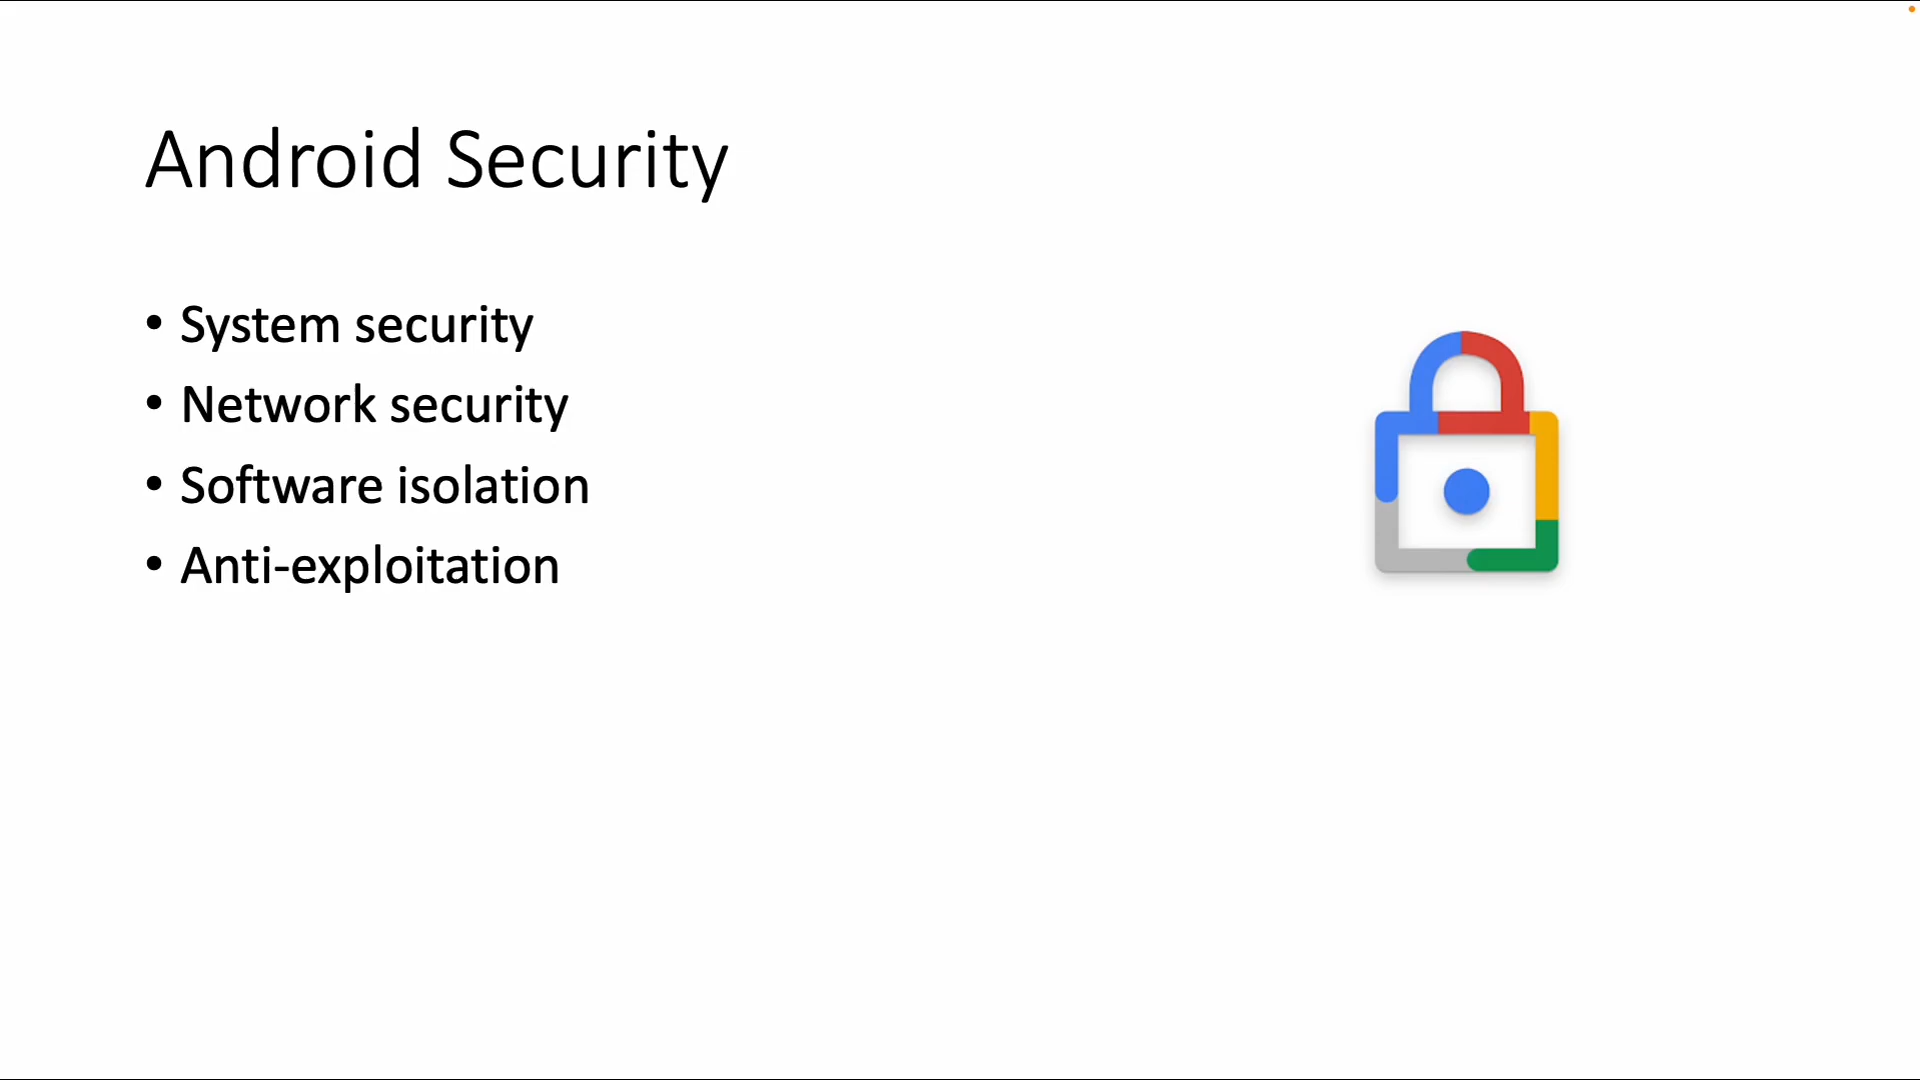 Android Security
• System security
• Network security
• Software isolation
• Anti-exploitation